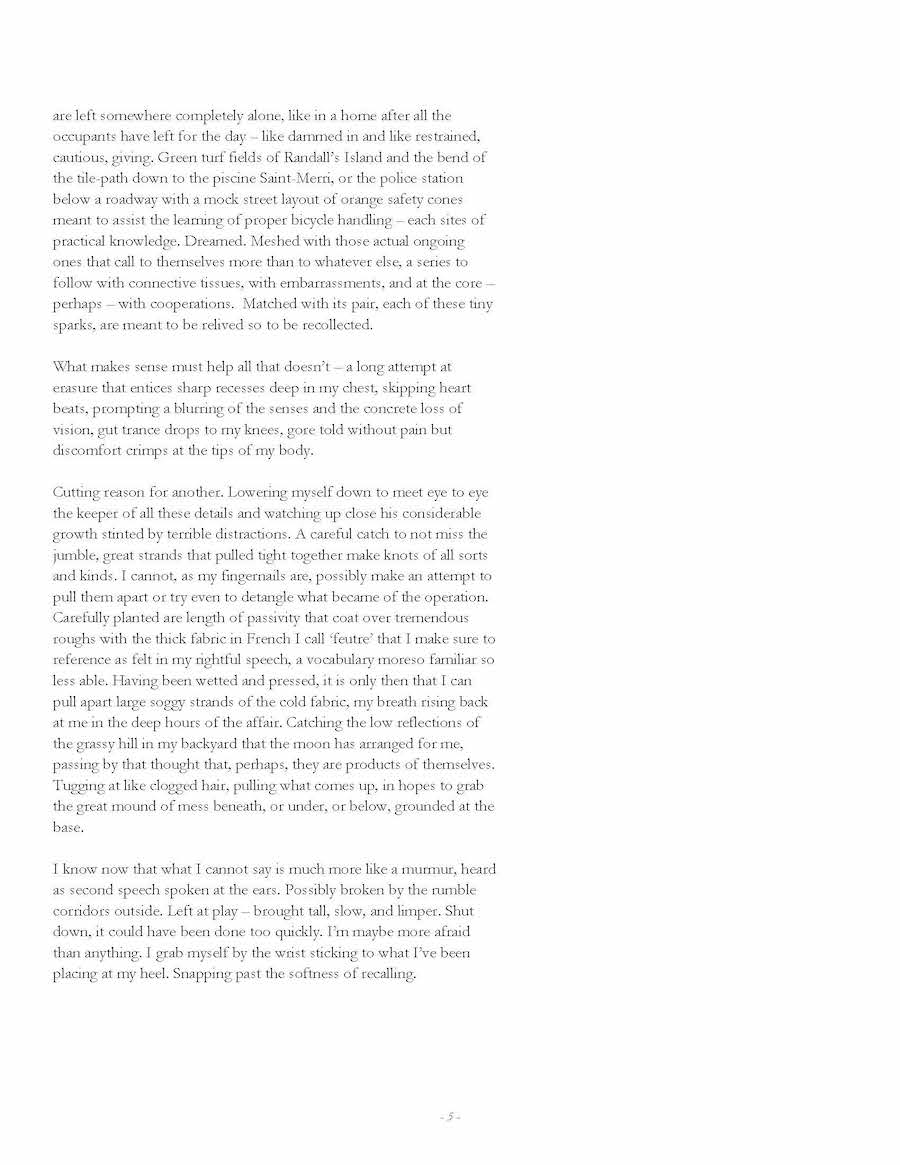 are left somewhere completely alone, like in a home after all the
occupants have left for the day – like dammed in and like restrained,
cautious, giving. Green turf fields of Randall’s Island and the bend of
the tile-path down to the piscine Saint-Merri, or the police station
below a roadway with a mock street layout of orange safety cones
meant to assist the learning of proper bicycle handling – each sites of
practical knowledge. Dreamed. Meshed with those actual ongoing
ones that call to themselves more than to whatever else, a series to
follow with connective tissues, with embarrassments, and at the core –
perhaps – with cooperations.  Matched with its pair, each of these tiny
sparks, are meant to be relived so to be recollected.

What makes sense must help all that doesn’t – a long attempt at
erasure that entices sharp recesses deep in my chest, skipping heart
beats, prompting a blurring of the senses and the concrete loss of
vision, gut trance drops to my knees, gore told without pain but
discomfort crimps at the tips of my body.

Cutting reason for another. Lowering myself down to meet eye to eye
the keeper of all these details and watching up close his considerable
growth stinted by terrible distractions. A careful catch to not miss the
jumble, great strands that pulled tight together make knots of all sorts
and kinds. I cannot, as my fingernails are, possibly make an attempt to
pull them apart or try even to detangle what became of the operation.
Carefully planted are length of passivity that coat over tremendous
roughs with the thick fabric in French I call ‘feutre’ that I make sure to
reference as felt in my rightful speech, a vocabulary moreso familiar so
less able. Having been wetted and pressed, it is only then that I can
pull apart large soggy strands of the cold fabric, my breath rising back
at me in the deep hours of the affair. Catching the low reflections of
the grassy hill in my backyard that the moon has arranged for me,
passing by that thought that, perhaps, they are products of themselves.
Tugging at like clogged hair, pulling what comes up, in hopes to grab
the great mound of mess beneath, or under, or below, grounded at the
base.

I know now that what I cannot say is much more like a murmur, heard
as second speech spoken at the ears. Possibly broken by the rumble
corridors outside. Left at play – brought tall, slow, and limper. Shut
down, it could have been done too quickly. I’m maybe more afraid
than anything. I grab myself by the wrist sticking to what I’ve been
placing at my heel. Snapping past the softness of recalling.

- 5 -